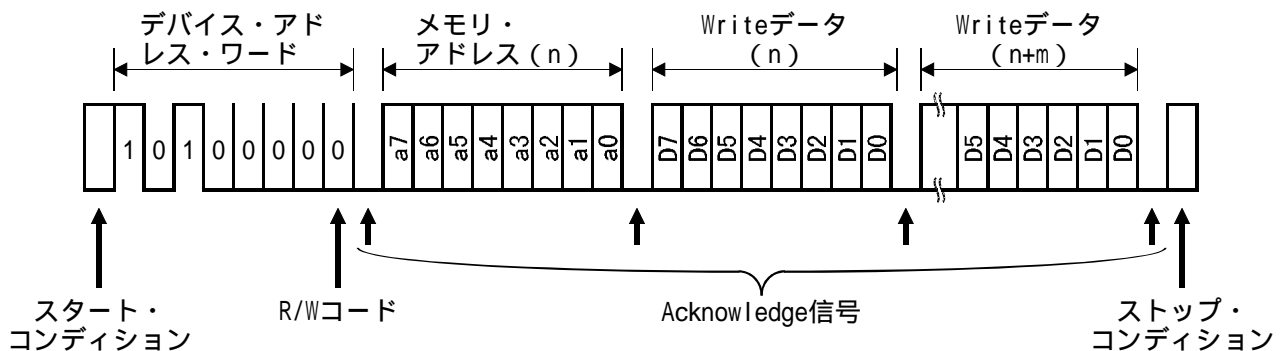 デバイス・アド
レス・ワード
メモリ・
アドレス（n）
Writeデータ
（n）
Writeデータ
（n+m）
1 0 1 0 0 0 0 0
a7 a6 a5 a4 a3 a2 a1 a0
D7 D6 D5 D4 D3 D2 D1 D0
D5 D4 D3 D2 D1 D0
スタート・
コンディション
R/Wコード
Acknowledge信号
ストップ・
コンディション